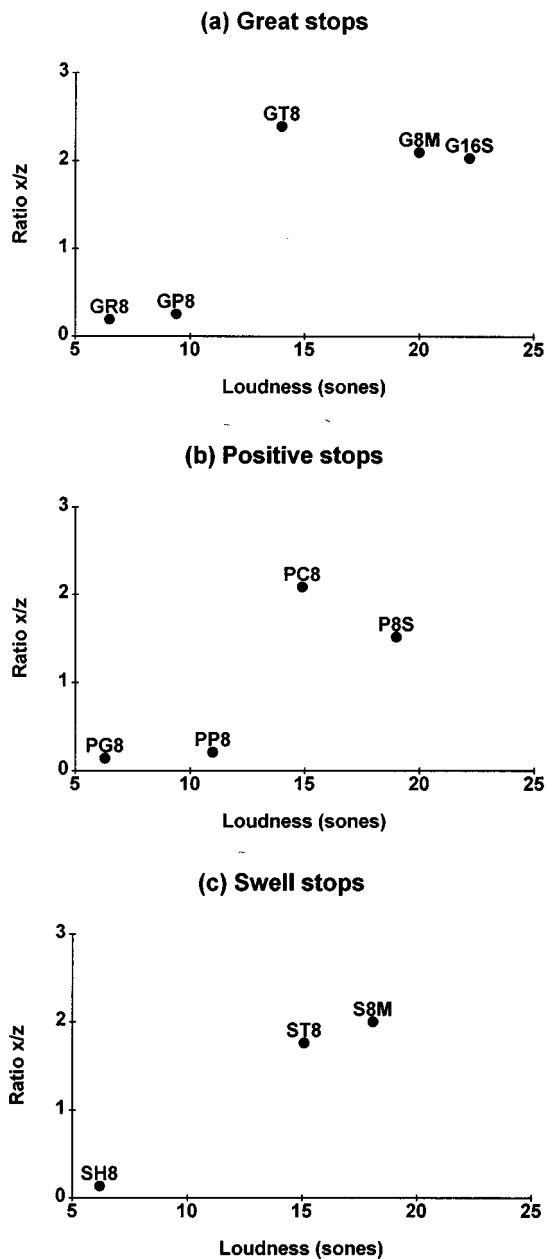 (a) Great stops
3
GT8
G8M
G16S
2
Ratio x/z
1
GR8
GP8
0
5 10 15 20 25
Loudness (sones)
(b) Positive stops
3
PC8
2
P8S
Ratio x/z
1
PG8
PP8
0
5 10 15 20 25
Loudness (sones)
(c) Swell stops
3
S8M
2
ST8
Ratio x/z
1
SH8
0
5 10 15 20 25
Loudness (sones)